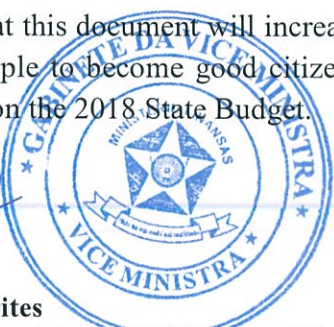 at this document will increa
ple to become good citize
on the 2018 State Budget.
GABINETE DA VICE MINISTRA
VICE MINISTRA
rites